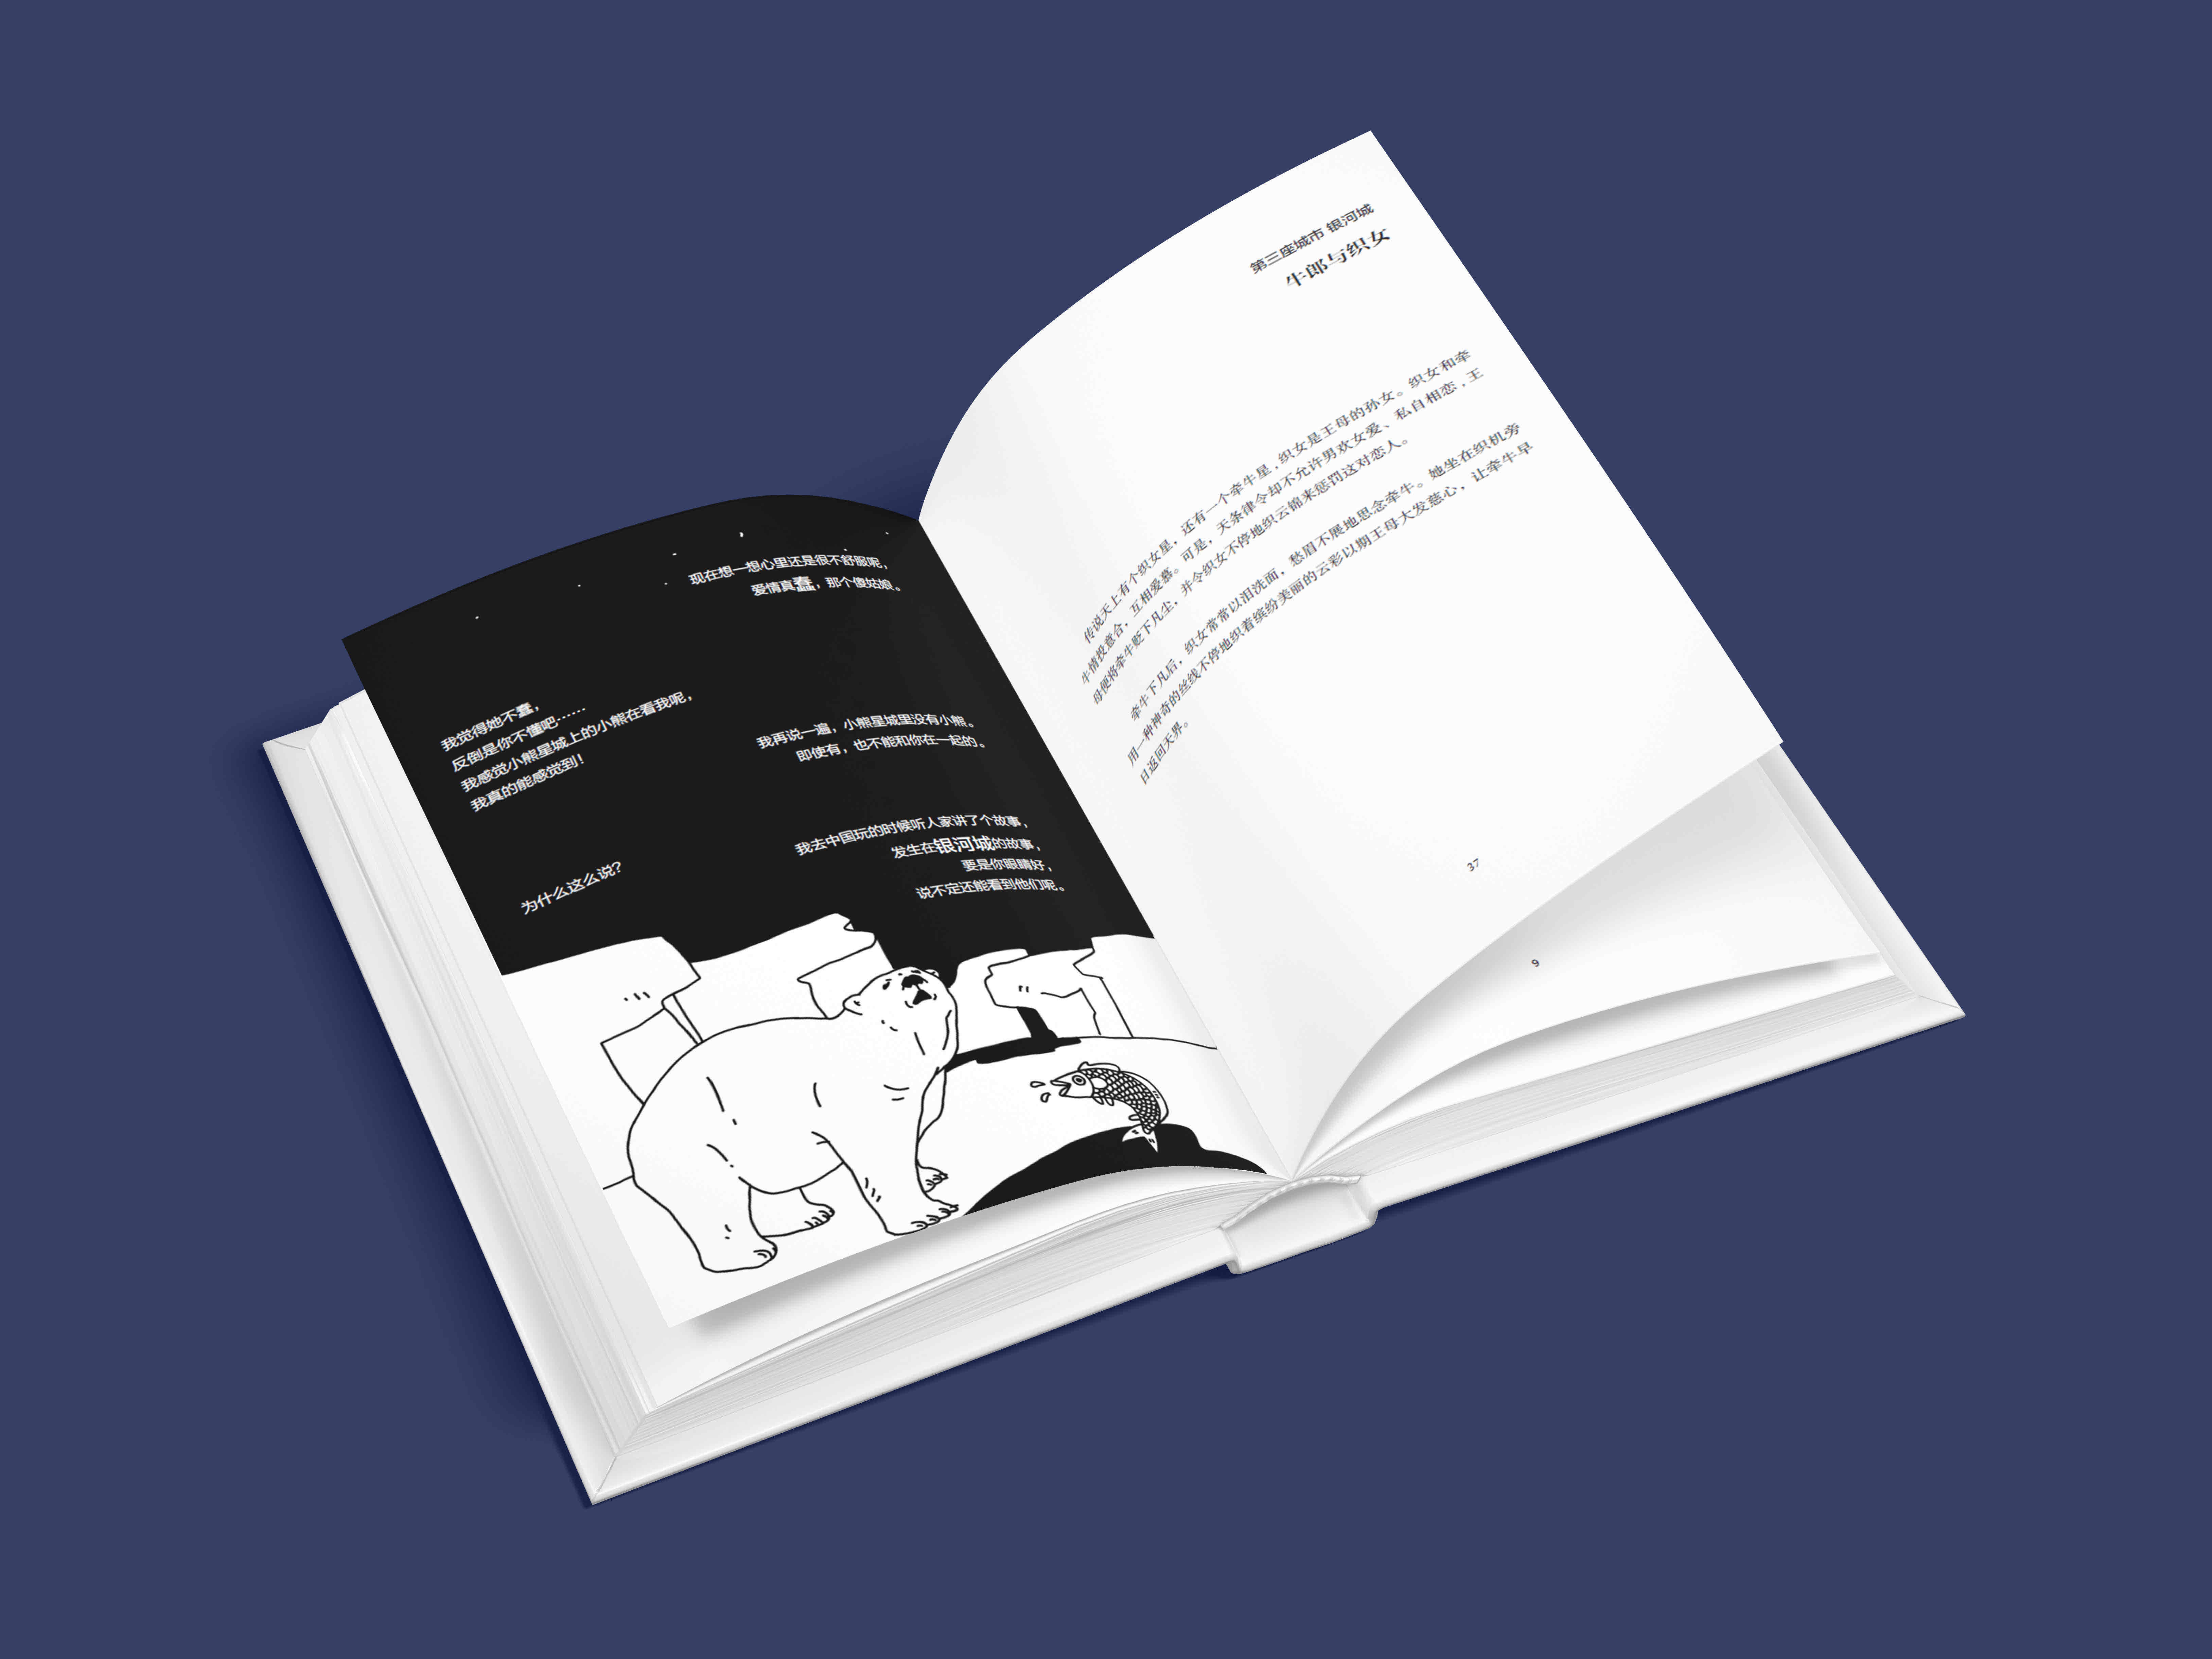 现在想一想心里还是很不舒服呢，
爱情真蠢，那个傻姑娘。
我觉得她不蠢，
反倒是你不懂吧……
我感觉小熊星城上的小熊在看我呢，
我真的能感觉到！
我再说一遍，小熊星城里没有小熊。
即使有，也不能和你在一起的。
为什么这么说？
我去中国玩的时候听人家讲了个故事，
发生在银河城的故事，
要是你眼睛好，
说不定还能看到他们呢。
第三座城市 银河城
牛郎与织女
传说天上有个织女星，还有一个牵牛星，织女是王母的孙女。织女和牵
牛情投意合，互相爱慕。可是，天条律令却不允许男欢女爱、私自相恋，王
母便将牵牛贬下凡尘，并令织女不停地织云锦来惩罚这对恋人。
牵牛下凡后，织女常常以泪洗面，愁眉不展地思念牵牛。她坐在织机旁
用一种神奇的丝线不停地织着缤纷美丽的云彩以期王母大发慈心，让牵牛早
日返回天界。
37
9